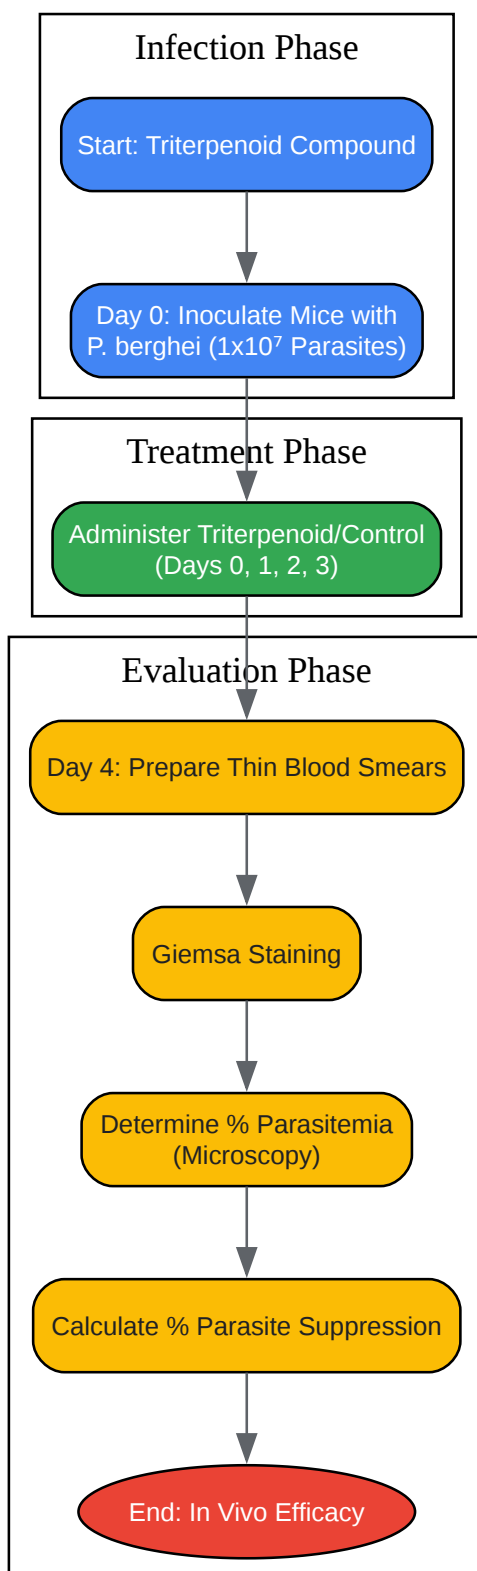 Infection Phase
Start: Triterpenoid Compound
Day 0: Inoculate Mice with
P. berghei (1x10⁷ Parasites)
Treatment Phase
Administer Triterpenoid/Control
(Days 0, 1, 2, 3)
Evaluation Phase
Day 4: Prepare Thin Blood Smears
Giemsa Staining
Determine % Parasitemia
(Microscopy)
Calculate % Parasite Suppression
End: In Vivo Efficacy